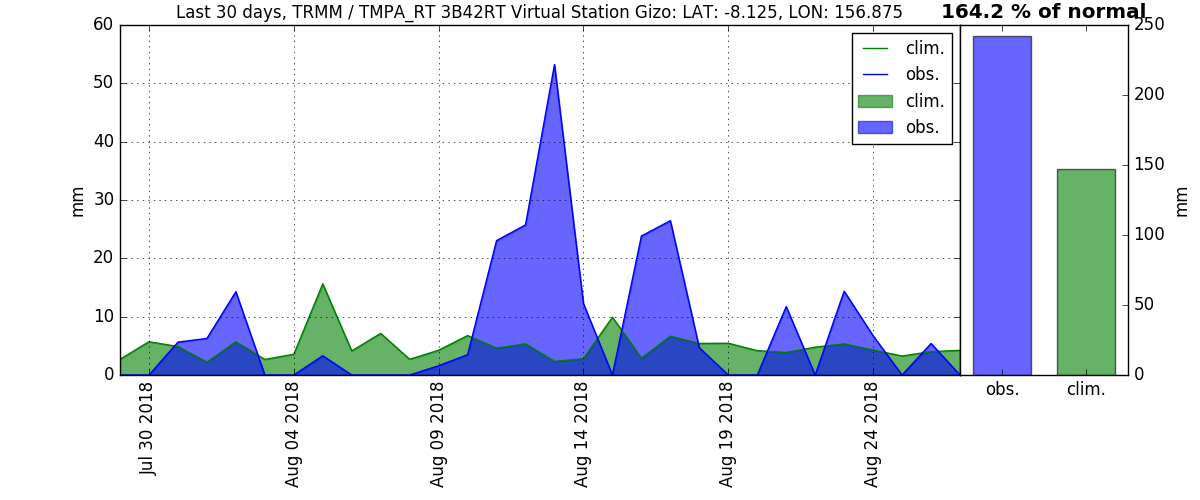 Last 30 days, TRMM / TMPA_RT 3B42RT Virtual Station Gizo: LAT: -8.125, LON: 156.875
164.2 % of normal
60
50
40
30
20
10
0
mm
clim.
obs.
clim.
obs.
250
200
150
100
50
0
mm
Jul 30 2018
Aug 04 2018
Aug 09 2018
Aug 14 2018
Aug 19 2018
Aug 24 2018
obs.
clim.